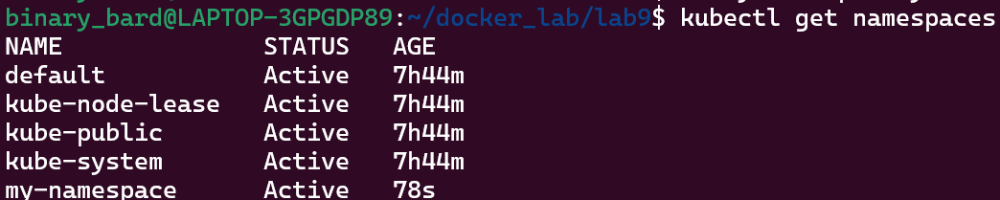 binary_bard@LAPTOP-3GPGDP89:~/docker_lab/lab9$ kubectl get namespaces
NAME              STATUS   AGE
default           Active   7h44m
kube-node-lease   Active   7h44m
kube-public       Active   7h44m
kube-system       Active   7h44m
my-namespace      Active   78s